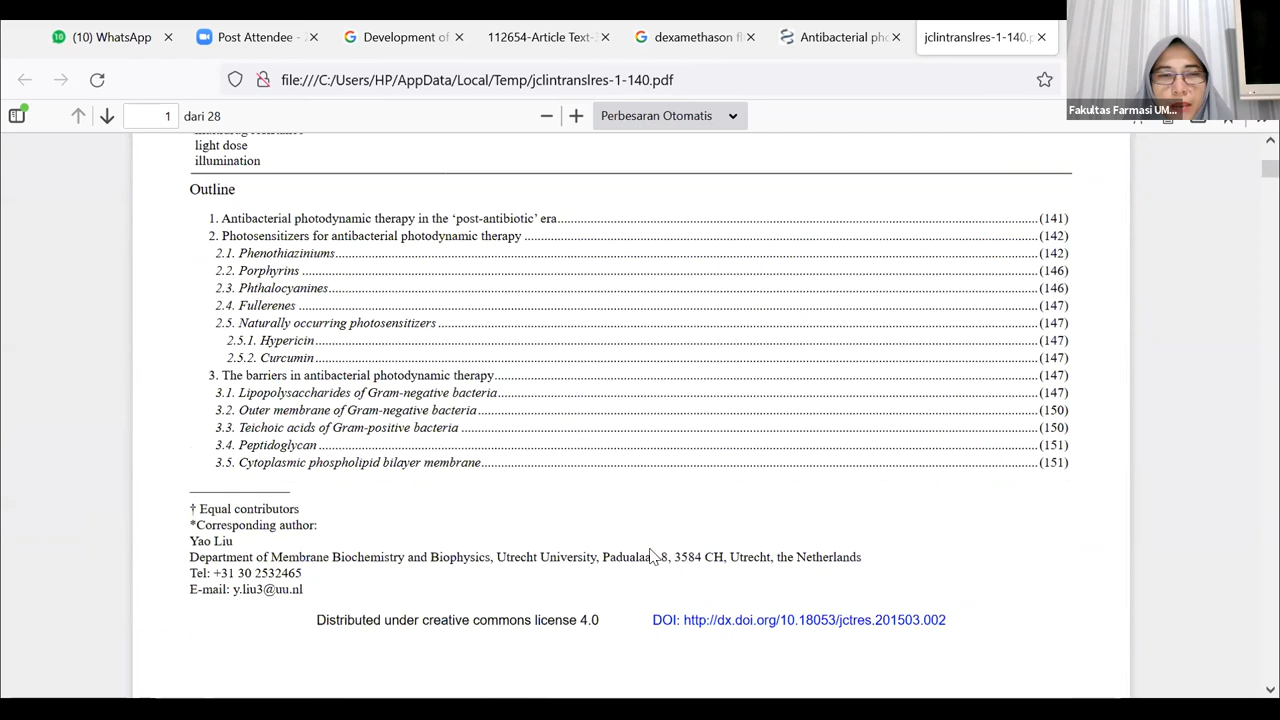 (10) WhatsApp
Post Attendee -
Development of
112654-Article Text-
dexamethason fl
Antibacterial ph
jclintranslres-1-140.p
file:///C:/Users/HP/AppData/Local/Temp/jclintranslres-1-140.pdf
Fakultas Farmasi UM...
1 dari 28
Perbesaran Otomatis
light dose
illumination
Outline
1. Antibacterial photodynamic therapy in the ‘post-antibiotic’ era (141)
2. Photosensitizers for antibacterial photodynamic therapy (142)
2.1. Phenothiaziniums (142)
2.2. Porphyrins (146)
2.3. Phthalocyanines (146)
2.4. Fullerenes (147)
2.5. Naturally occurring photosensitizers (147)
2.5.1. Hypericin (147)
2.5.2. Curcumin (147)
3. The barriers in antibacterial photodynamic therapy (147)
3.1. Lipopolysaccharides of Gram-negative bacteria (147)
3.2. Outer membrane of Gram-negative bacteria (150)
3.3. Teichoic acids of Gram-positive bacteria (150)
3.4. Peptidoglycan (151)
3.5. Cytoplasmic phospholipid bilayer membrane (151)
† Equal contributors
*Corresponding author:
Yao Liu
Department of Membrane Biochemistry and Biophysics, Utrecht University, Padualaan 8, 3584 CH, Utrecht, the Netherlands
Tel: +31 30 2532465
E-mail: y.liu3@uu.nl
Distributed under creative commons license 4.0
DOI: http://dx.doi.org/10.18053/jctres.201503.002